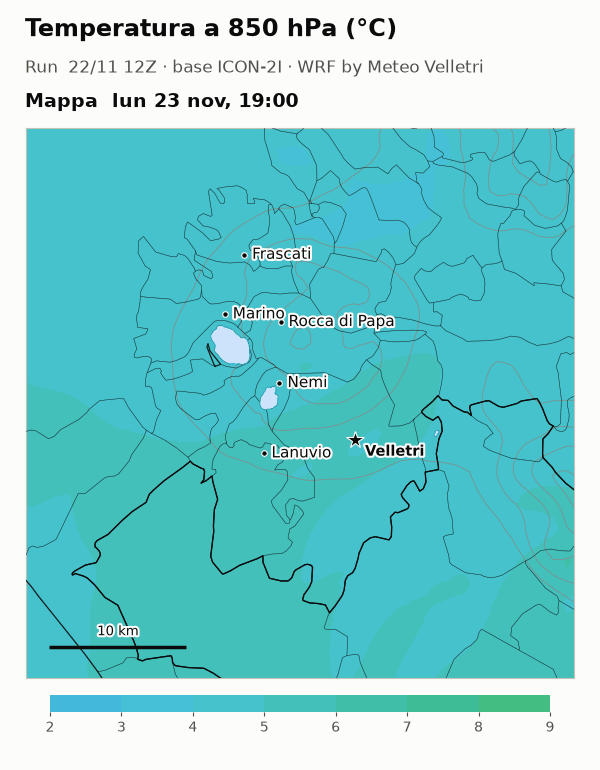 Temperatura a 850 hPa (°C)
Run  22/11 12Z · base ICON-2I · WRF by Meteo Velletri
Mappa  lun 23 nov, 19:00
Frascati
Marino
Rocca di Papa
Nemi
Velletri
Lanuvio
10 km
2 3 4 5 6 7 8 9